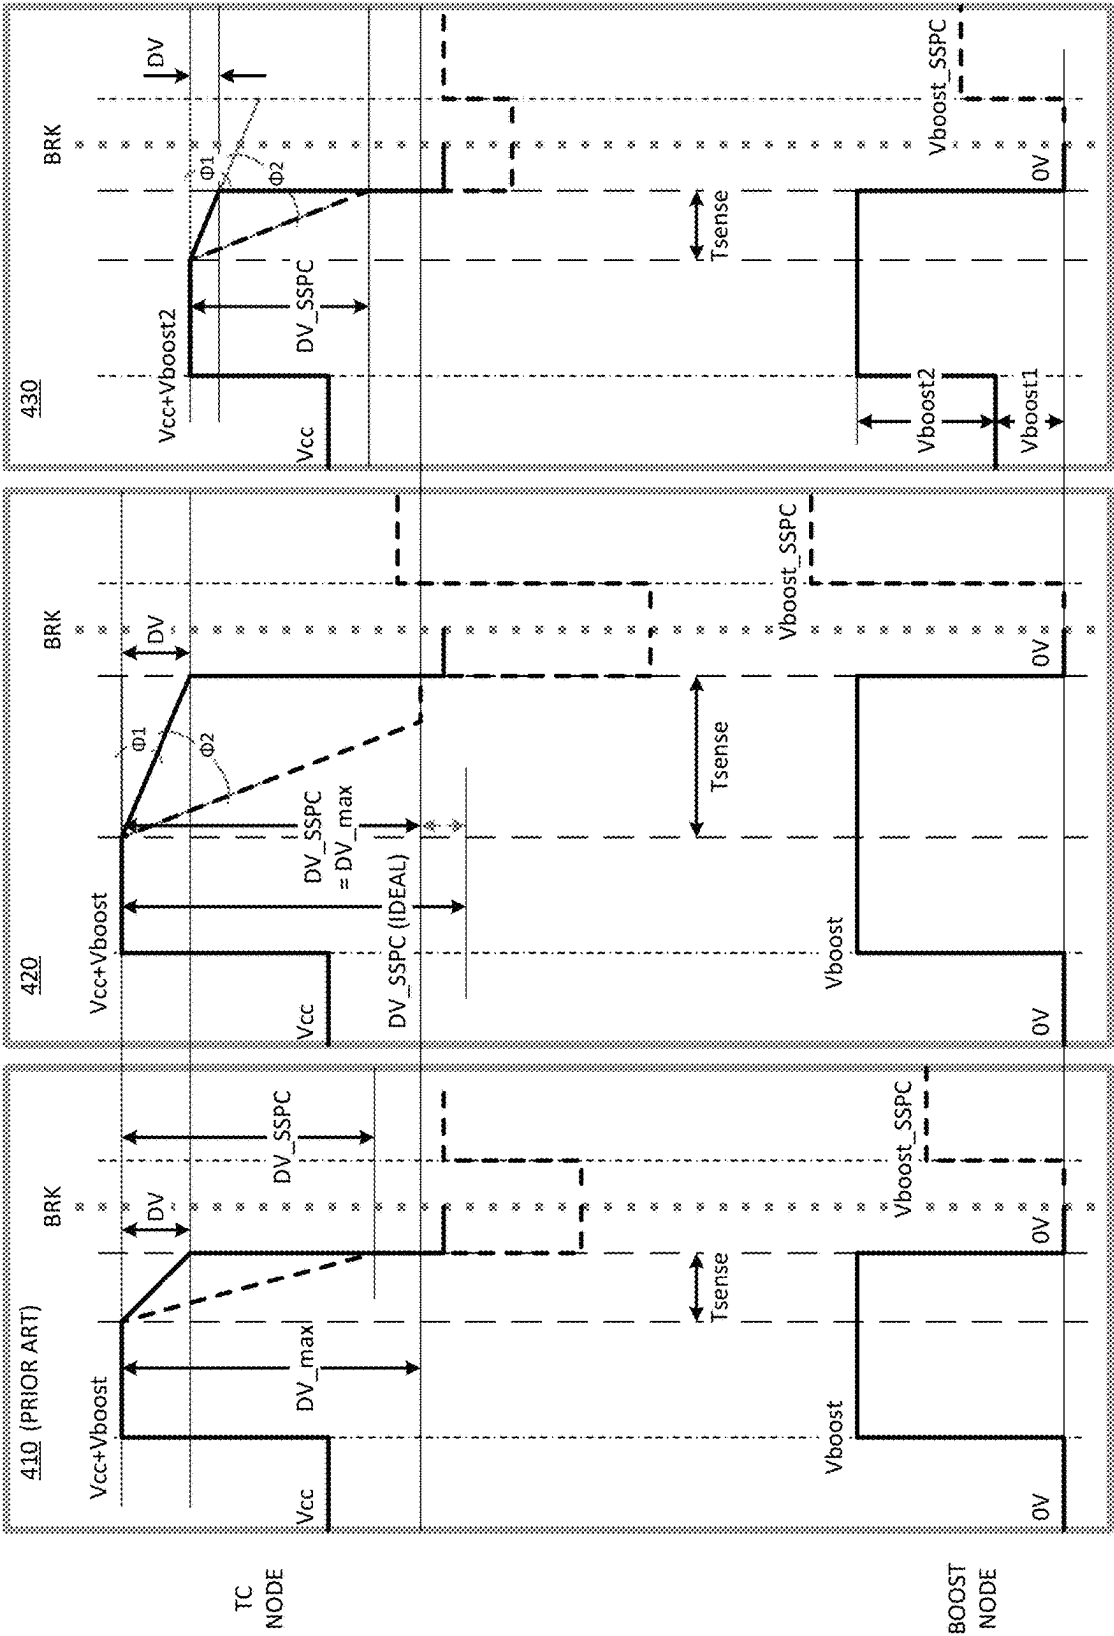 410 (PRIOR ART)
BRK
Vcc+Vboost
DV
Vcc
DV_max
DV_SSPC
Tsense
Vboost
Vboost_SSPC
0V
0V
420
BRK
Vcc+Vboost
DV
Φ1
Φ2
Vcc
DV_SSPC
= DV_max
DV_SSPC (IDEAL)
Tsense
Vboost
Vboost_SSPC
0V
0V
430
BRK
DV
Vcc+Vboost2
Φ1
Φ2
Vcc
DV_SSPC
Tsense
Vboost2
Vboost1
Vboost_SSPC
0V
TC
NODE
BOOST
NODE